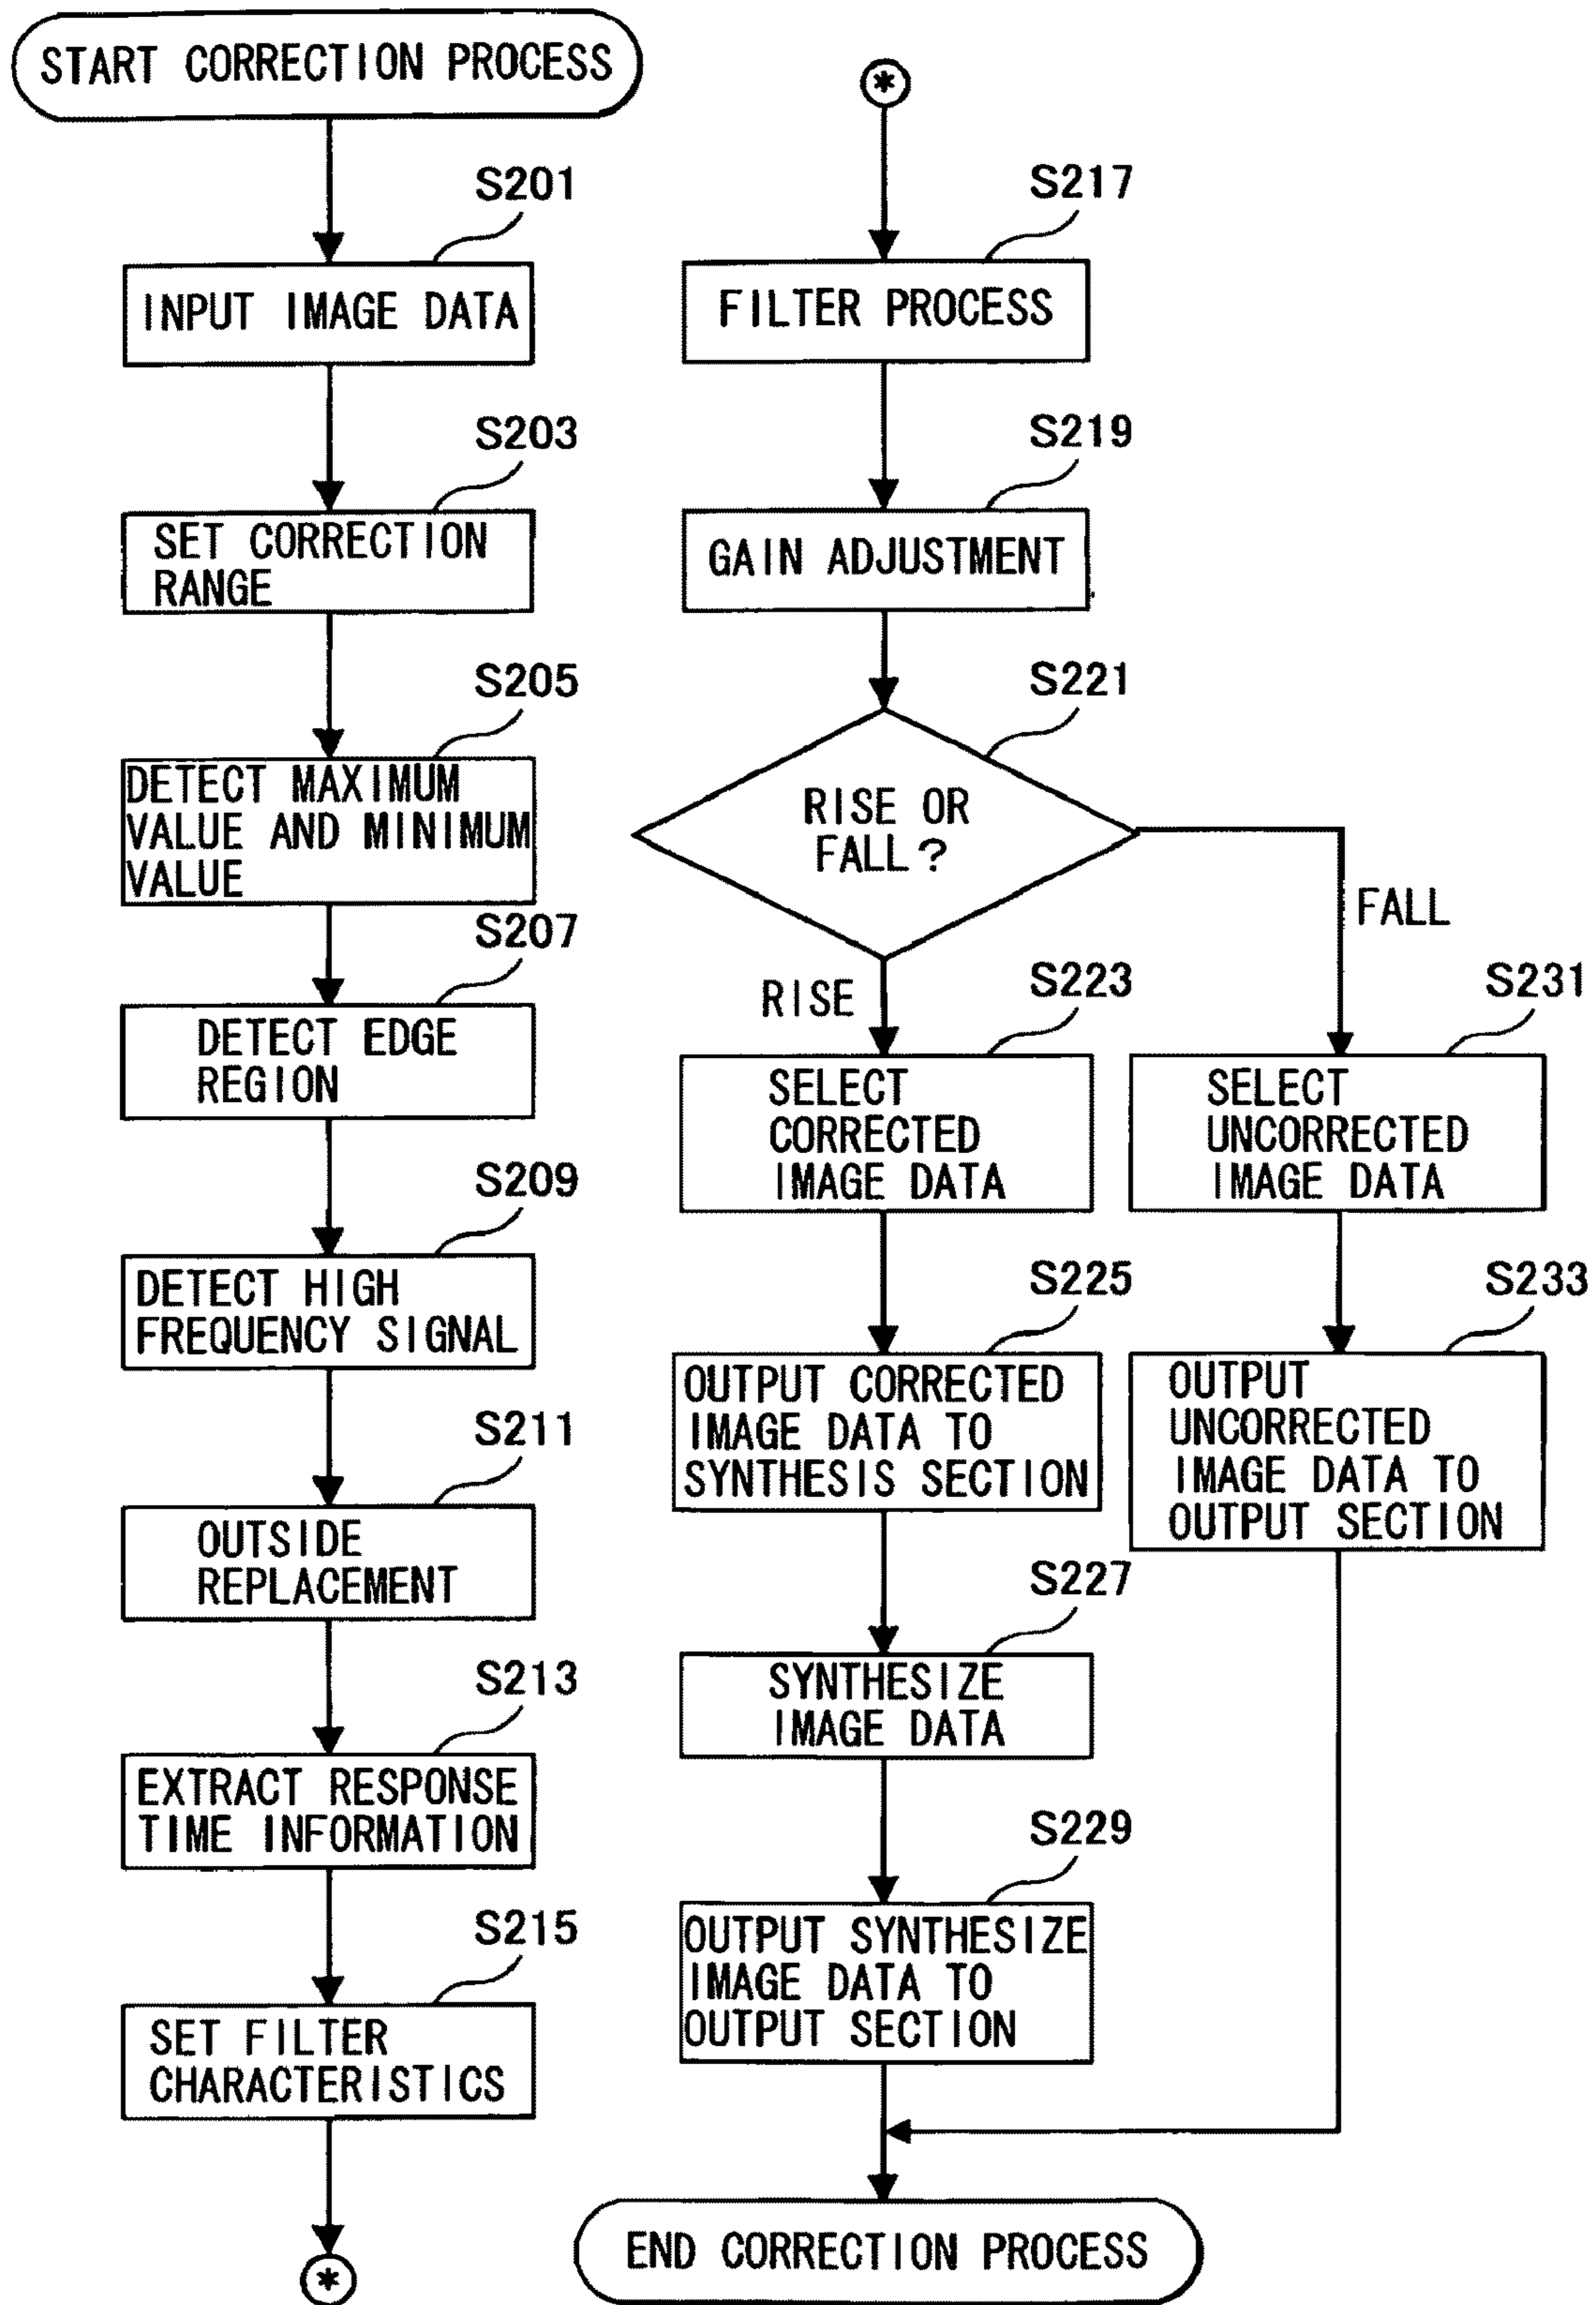 START CORRECTION PROCESS
S201
INPUT IMAGE DATA
S203
SET CORRECTION
RANGE
S205
DETECT MAXIMUM
VALUE AND MINIMUM
VALUE
S207
DETECT EDGE
REGION
S209
DETECT HIGH
FREQUENCY SIGNAL
S211
OUTSIDE
REPLACEMENT
S213
EXTRACT RESPONSE
TIME INFORMATION
S215
SET FILTER
CHARACTERISTICS
*
*
S217
FILTER PROCESS
S219
GAIN ADJUSTMENT
S221
RISE OR
FALL?
RISE
S223
SELECT
CORRECTED
IMAGE DATA
S225
OUTPUT CORRECTED
IMAGE DATA TO
SYNTHESIS SECTION
S227
SYNTHESIZE
IMAGE DATA
S229
OUTPUT SYNTHESIZE
IMAGE DATA TO
OUTPUT SECTION
FALL
S231
SELECT
UNCORRECTED
IMAGE DATA
S233
OUTPUT
UNCORRECTED
IMAGE DATA TO
OUTPUT SECTION
END CORRECTION PROCESS